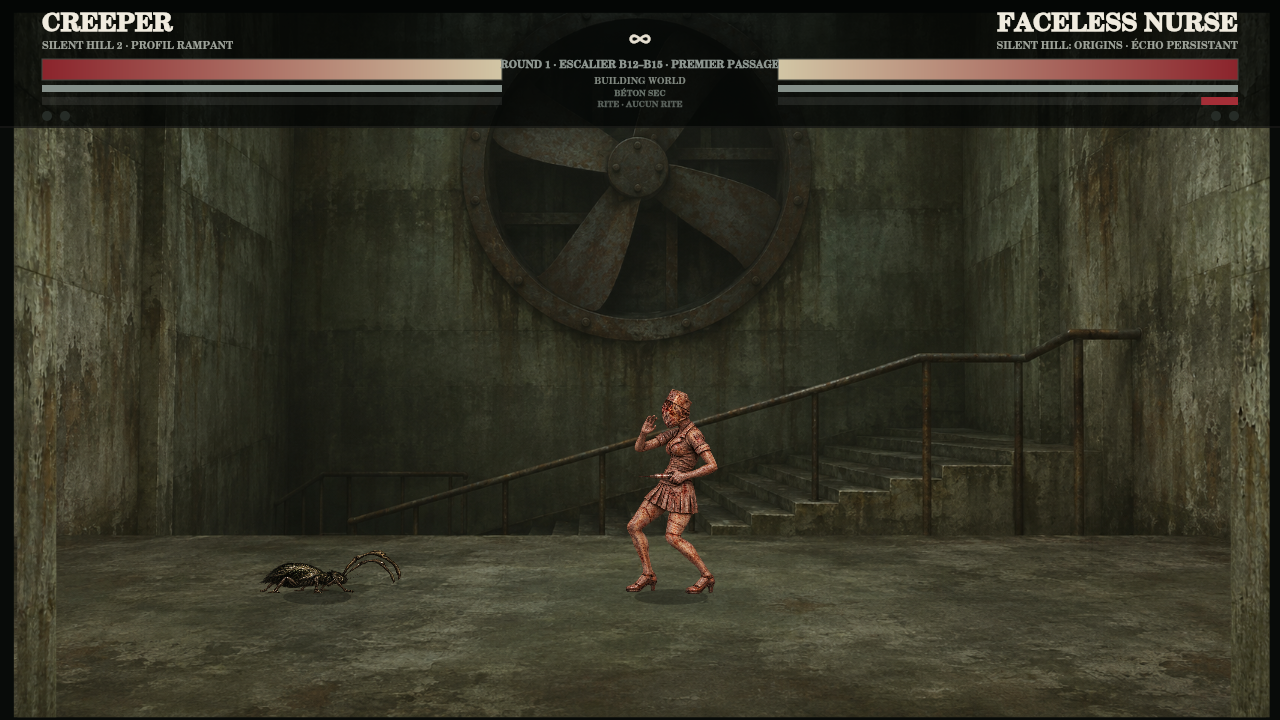 CREEPER
SILENT HILL 2 · PROFIL RAMPANT
∞
ROUND 1 · ESCALIER B12–B15 · PREMIER PASSAGE
BUILDING WORLD
BÉTON SEC
RITE · AUCUN RITE
FACELESS NURSE
SILENT HILL: ORIGINS · ÉCHO PERSISTANT